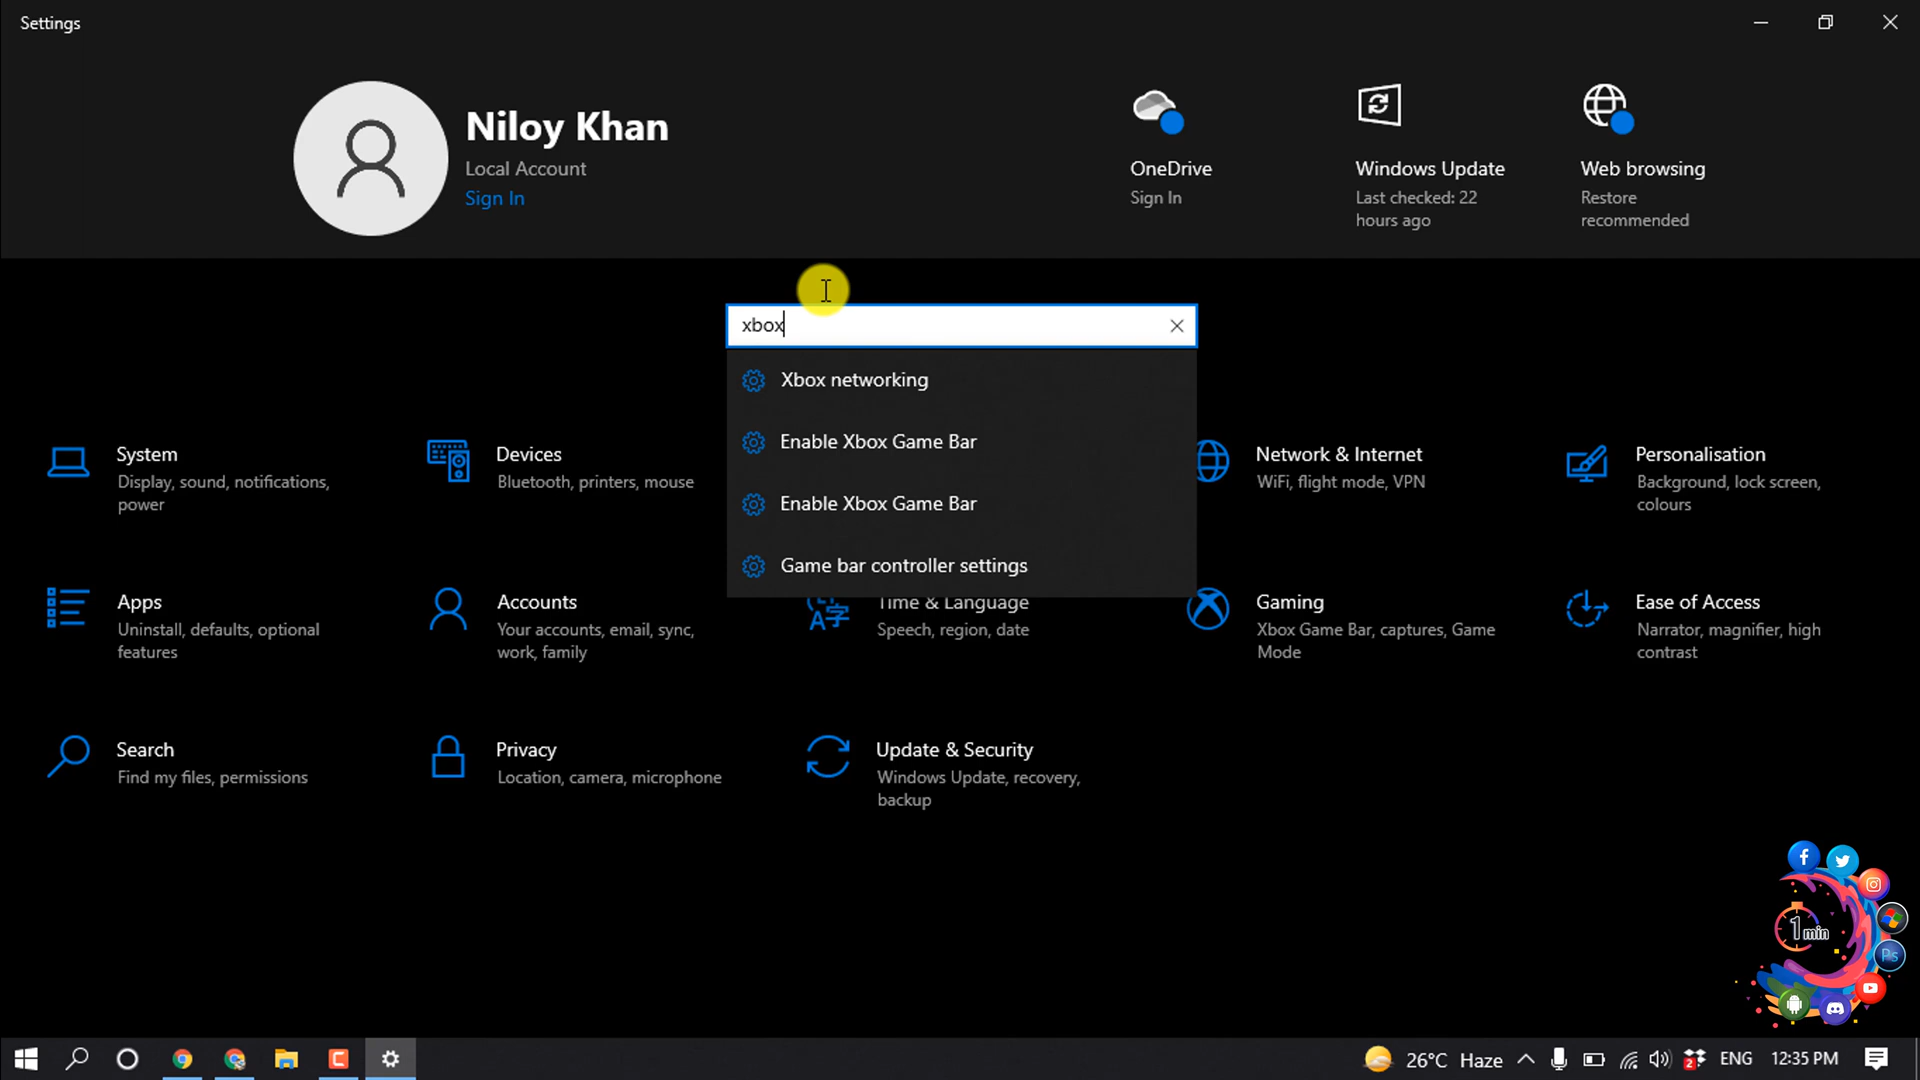 Settings
Niloy Khan
Local Account
Sign In
OneDrive
Sign In
Windows Update
Last checked: 22
hours ago
Web browsing
Restore
recommended
xbox
Xbox networking
Enable Xbox Game Bar
Enable Xbox Game Bar
Game bar controller settings
System
Display, sound, notifications,
power
Devices
Bluetooth, printers, mouse
Network & Internet
WiFi, flight mode, VPN
Personalisation
Background, lock screen,
colours
Apps
Uninstall, defaults, optional
features
Accounts
Your accounts, email, sync,
work, family
Time & Language
Speech, region, date
Gaming
Xbox Game Bar, captures, Game
Mode
Ease of Access
Narrator, magnifier, high
contrast
Search
Find my files, permissions
Privacy
Location, camera, microphone
Update & Security
Windows Update, recovery,
backup
1 min
Ps
26°C Haze
2
ENG
12:35 PM